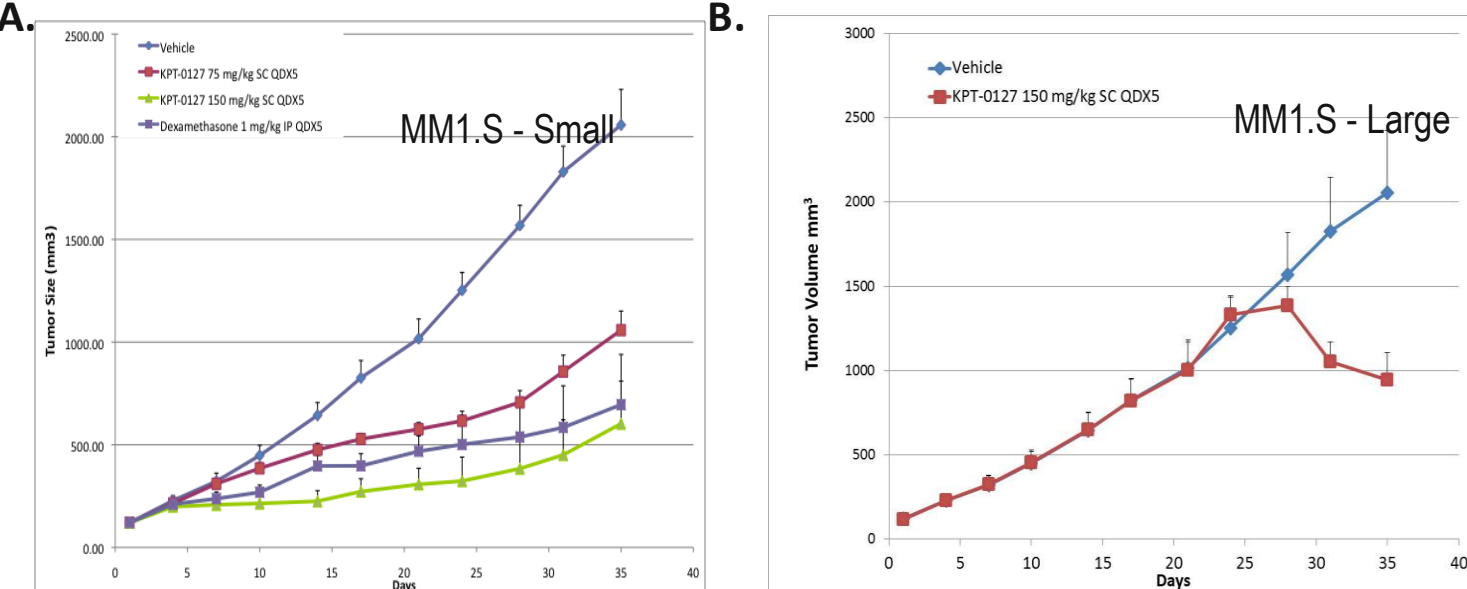 A.
2500.00
2000.00
1500.00
1000.00
500.00
0.00
Tumor Size (mm3)
Vehicle
KPT-0127 75 mg/kg SC QDX5
KPT-0127 150 mg/kg SC QDX5
Dexamethasone 1 mg/kg IP QDX5
MM1.S - Small
0 5 10 15 20 25 30 35 40
Days
B.
3000
2500
2000
1500
1000
500
0
Tumor Volume mm³
Vehicle
KPT-0127 150 mg/kg SC QDX5
MM1.S - Large
0 5 10 15 20 25 30 35 40
Days